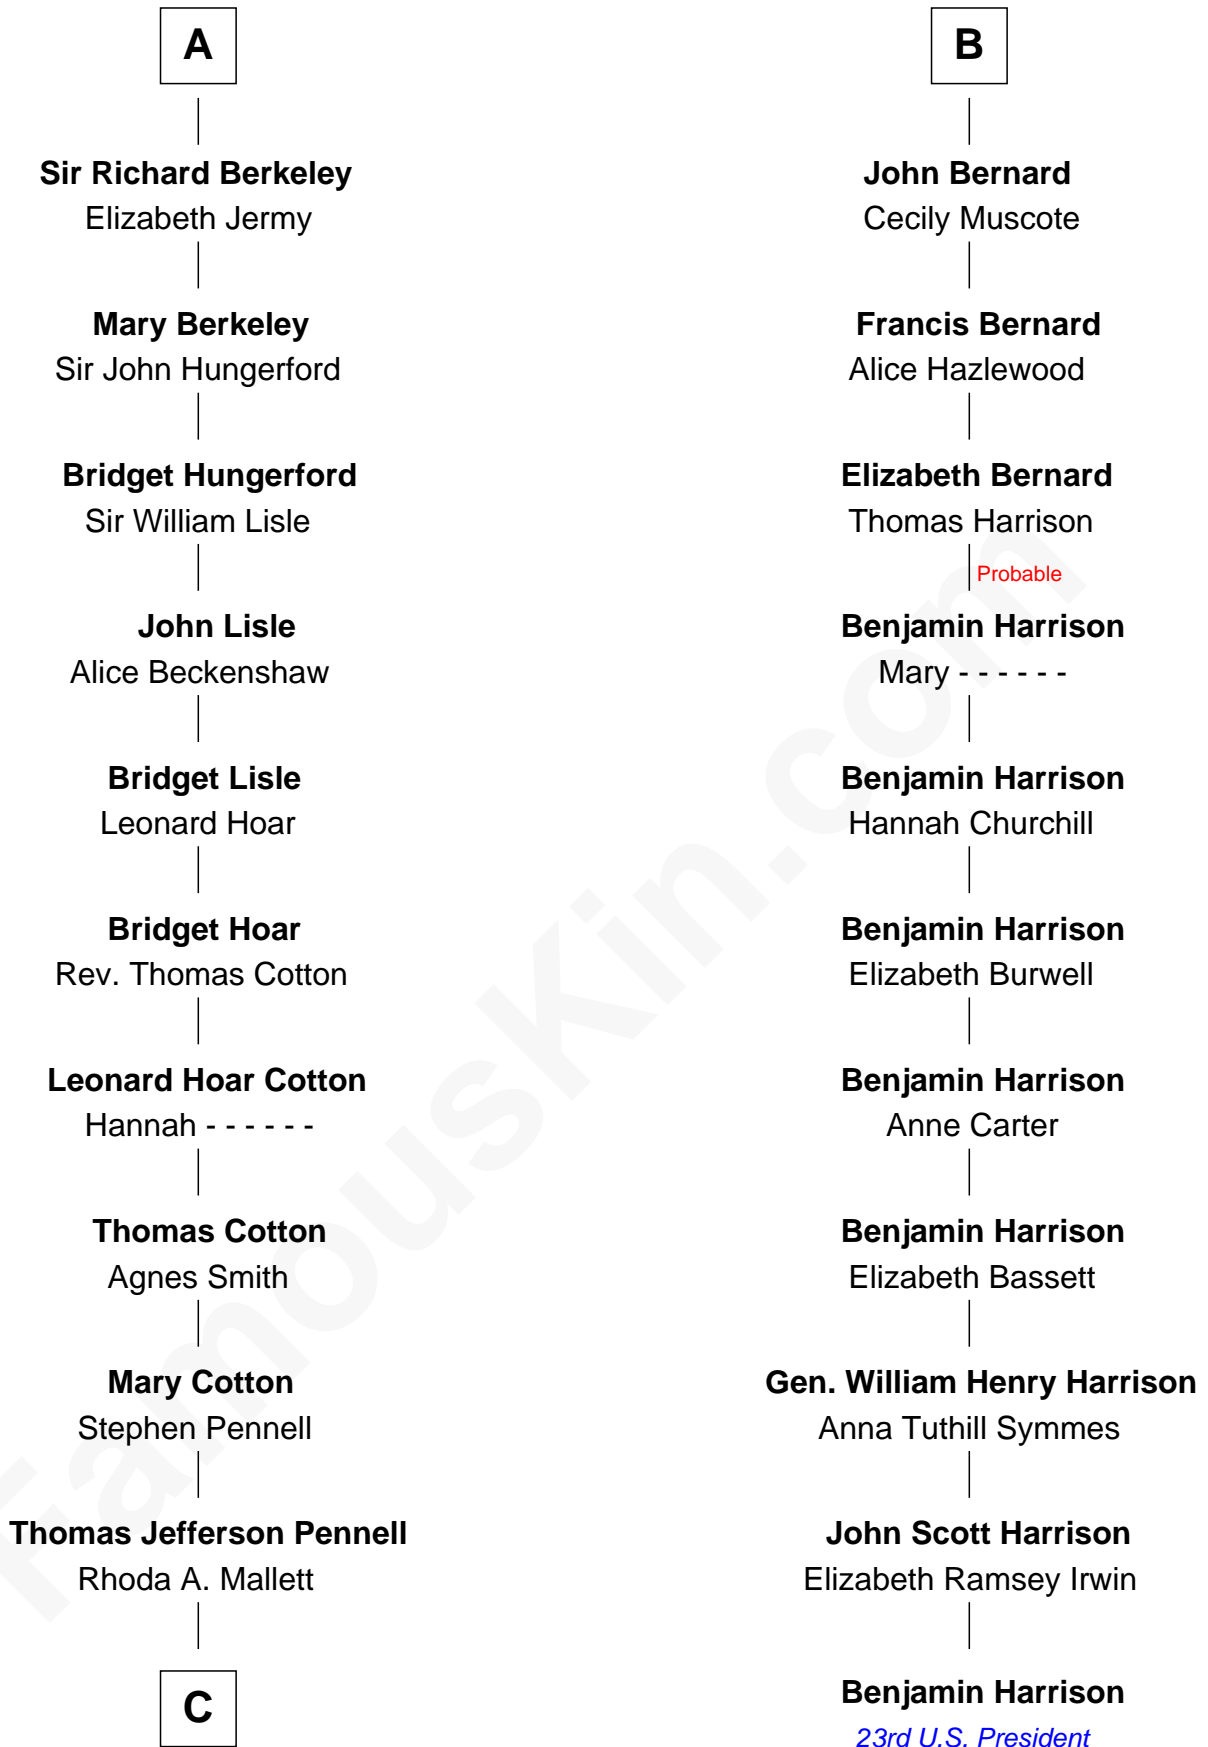 A
Sir Richard Berkeley
Elizabeth Jermy
Mary Berkeley
Sir John Hungerford
Bridget Hungerford
Sir William Lisle
John Lisle
Alice Beckenshaw
Bridget Lisle
Leonard Hoar
Bridget Hoar
Rev. Thomas Cotton
Leonard Hoar Cotton
Hannah - - - - - -
Thomas Cotton
Agnes Smith
Mary Cotton
Stephen Pennell
Thomas Jefferson Pennell
Rhoda A. Mallett
C
B
John Bernard
Cecily Muscote
Francis Bernard
Alice Hazlewood
Elizabeth Bernard
Thomas Harrison
Probable
Benjamin Harrison
Mary - - - - - -
Benjamin Harrison
Hannah Churchill
Benjamin Harrison
Elizabeth Burwell
Benjamin Harrison
Anne Carter
Benjamin Harrison
Elizabeth Bassett
Gen. William Henry Harrison
Anna Tuthill Symmes
John Scott Harrison
Elizabeth Ramsey Irwin
Benjamin Harrison
23rd U.S. President
FamousKin.com